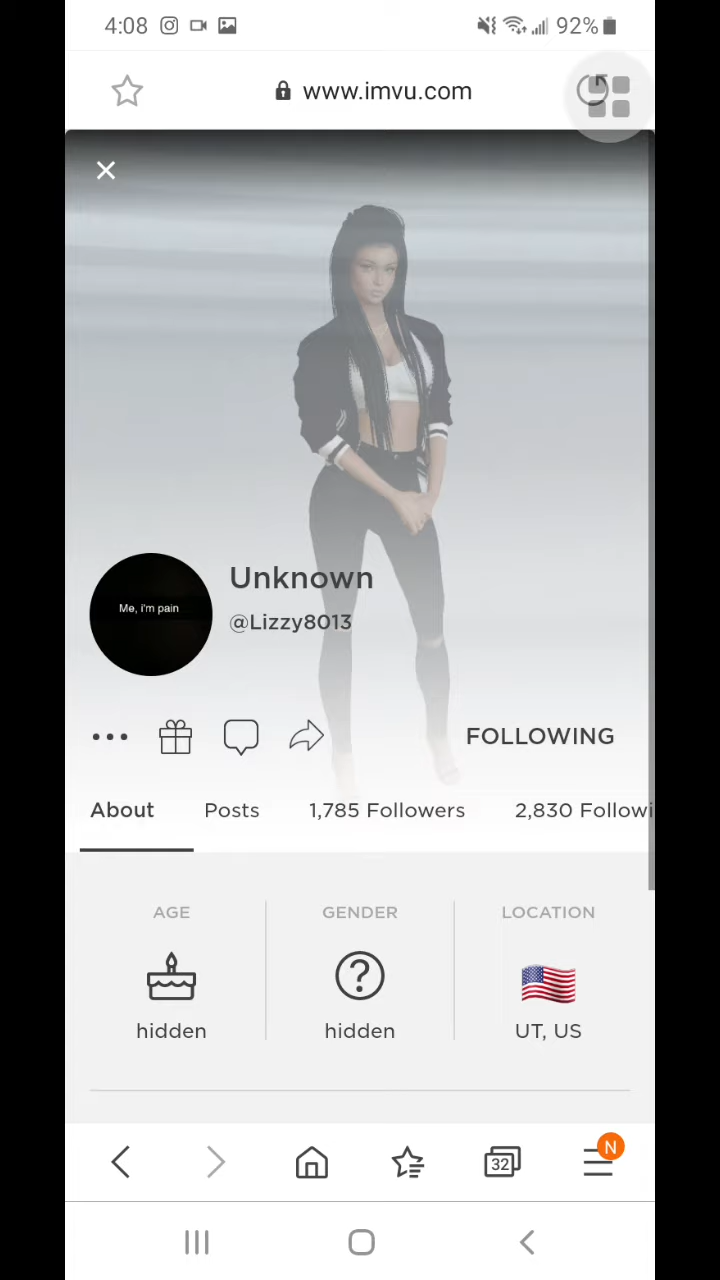 4:08
92%
www.imvu.com
Unknown
Me, i'm pain
@Lizzy8013
FOLLOWING
About Posts 1,785 Followers 2,830 Followi
AGE GENDER LOCATION
hidden hidden UT, US
32 N